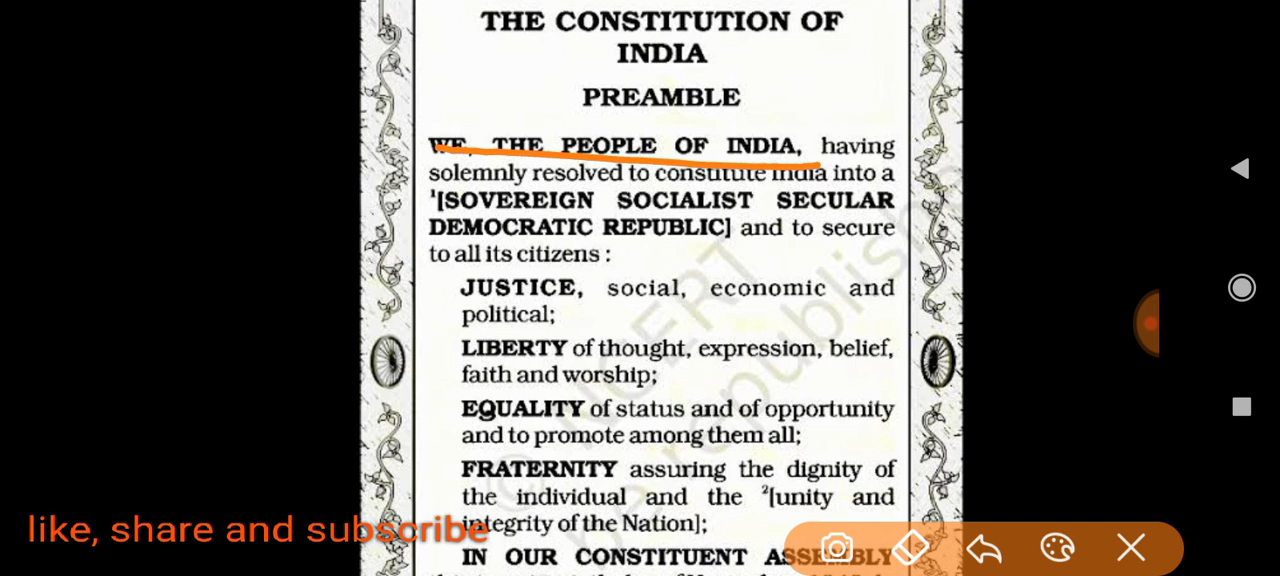 THE CONSTITUTION OF
INDIA
PREAMBLE
WE, THE PEOPLE OF INDIA, having
solemnly resolved to constitute India into a
¹[SOVEREIGN SOCIALIST SECULAR
DEMOCRATIC REPUBLIC] and to secure
to all its citizens :
JUSTICE, social, economic and
political;
LIBERTY of thought, expression, belief,
faith and worship;
EQUALITY of status and of opportunity
and to promote among them all;
FRATERNITY assuring the dignity of
the individual and the ²[unity and
integrity of the Nation];
IN OUR CONSTITUENT ASSEMBLY
like, share and subscribe
© NCERT
be republish